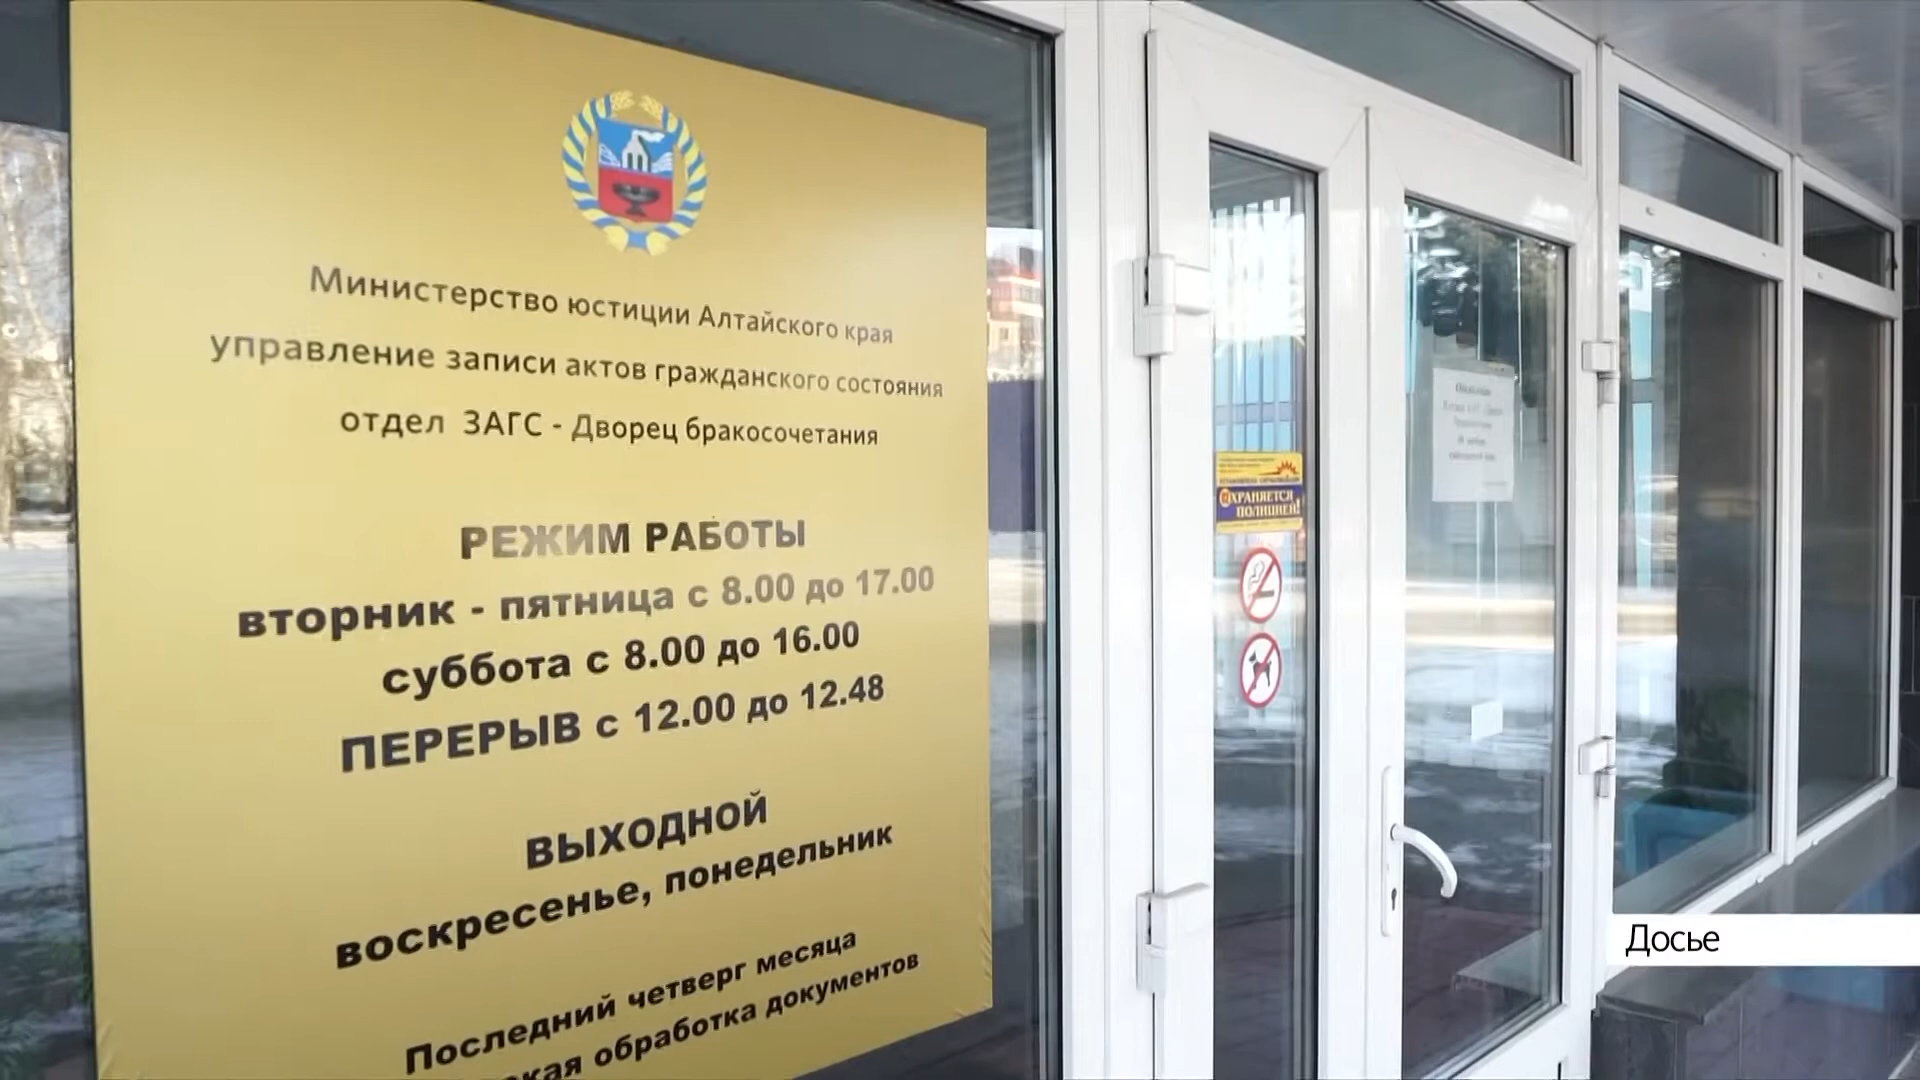 Министерство юстиции Алтайского края
управление записи актов гражданского состояния
отдел ЗАГС - Дворец бракосочетания
РЕЖИМ РАБОТЫ
вторник - пятница с 8.00 до 17.00
суббота с 8.00 до 16.00
ПЕРЕРЫВ с 12.00 до 12.48
ВЫХОДНОЙ
воскресенье, понедельник
Последний четверг месяца
обработка документов
ОХРАНЯЕТСЯ
ПОЛИЦИЕЙ!
Досье